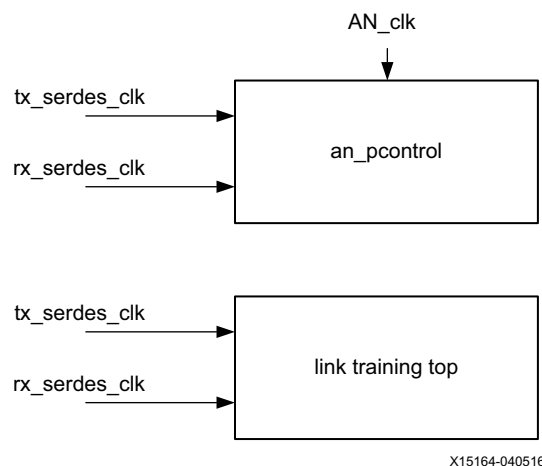 AN_clk
tx_serdes_clk
an_pcontrol
rx_serdes_clk
tx_serdes_clk
link training top
rx_serdes_clk
X15164-040516